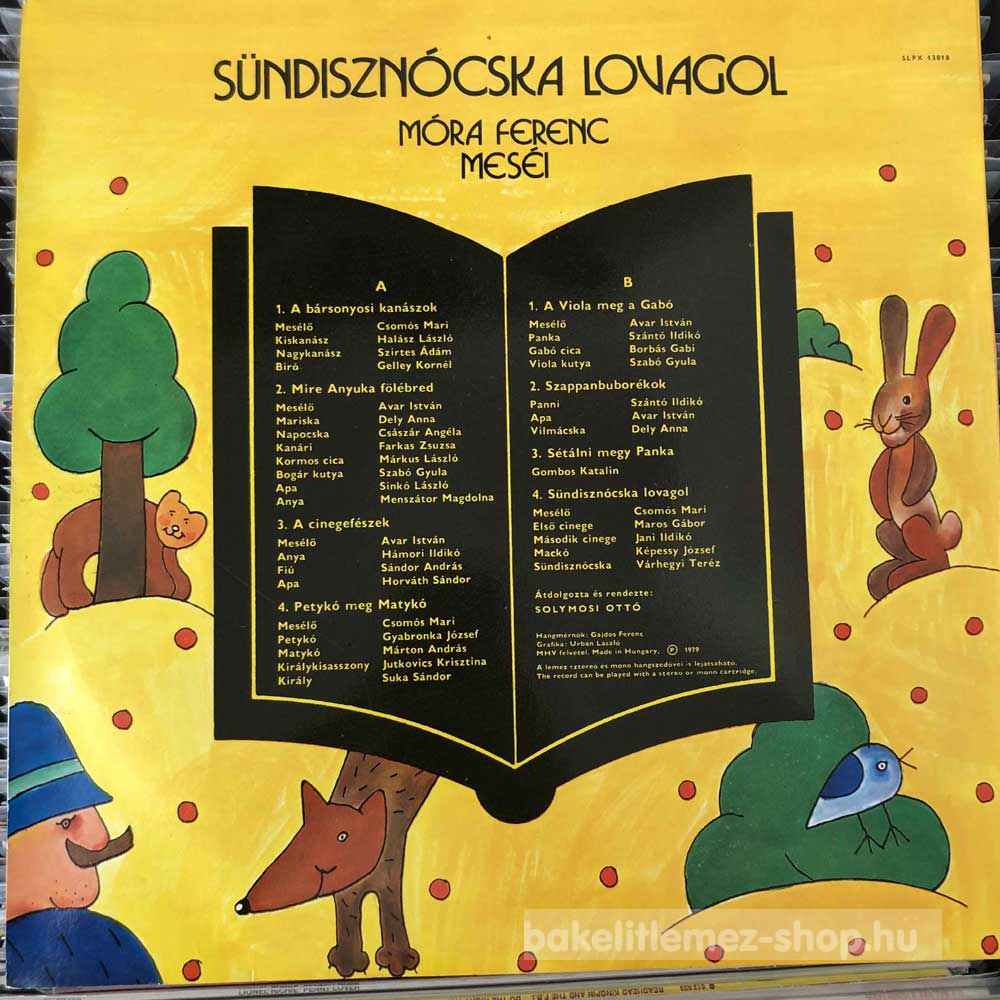 SÜNDISZNÓCSKA LOVAGOL
SLPX 13918
MÓRA FERENC
MESÉI
A
1. A bársonyosi kanászok
Mesélő Csomós Mari
Kiskanász Halász László
Nagykanász Szirtes Ádám
Biró Gelley Kornél
2. Mire Anyuka fölébred
Mesélő Avar István
Mariska Dely Anna
Napocska Császár Angéla
Kanári Farkas Zsuzsa
Kormos cica Márkus László
Bogár kutya Szabó Gyula
Apa Sinkó László
Anya Menszátor Magdolna
3. A cinegefészek
Mesélő Avar István
Anya Hámori Ildikó
Fiú Sándor András
Apa Horváth Sándor
4. Petykó meg Matykó
Mesélő Csomós Mari
Petykó Gyabronka József
Matykó Márton András
Királykisasszony Jutkovics Krisztina
Király Suka Sándor
B
1. A Viola meg a Gabó
Mesélő Avar István
Panka Szántó Ildikó
Gabó cica Borbás Gabi
Viola kutya Szabó Gyula
2. Szappanbuborékok
Panni Szántó Ildikó
Apa Avar István
Vilmácska Dely Anna
3. Sétálni megy Panka
Gombos Katalin
4. Sündisznócska lovagol
Mesélő Csomós Mari
Első cinege Maros Gábor
Második cinege Jani Ildikó
Mackó Képessy József
Sündisznócska Várhegyi Teréz
Átdolgozta és rendezte:
SOLYMOSI OTTÓ
Hangmérnök: Gajdos Ferenc
Grafika: Urbán László
MHV felvétel. Made in Hungary. Ⓟ 1979
A lemez sztereó és mono hangszedővel is lejátszható.
The record can be played with a stereo or mono cartridge.
bakelitlemez-shop.hu